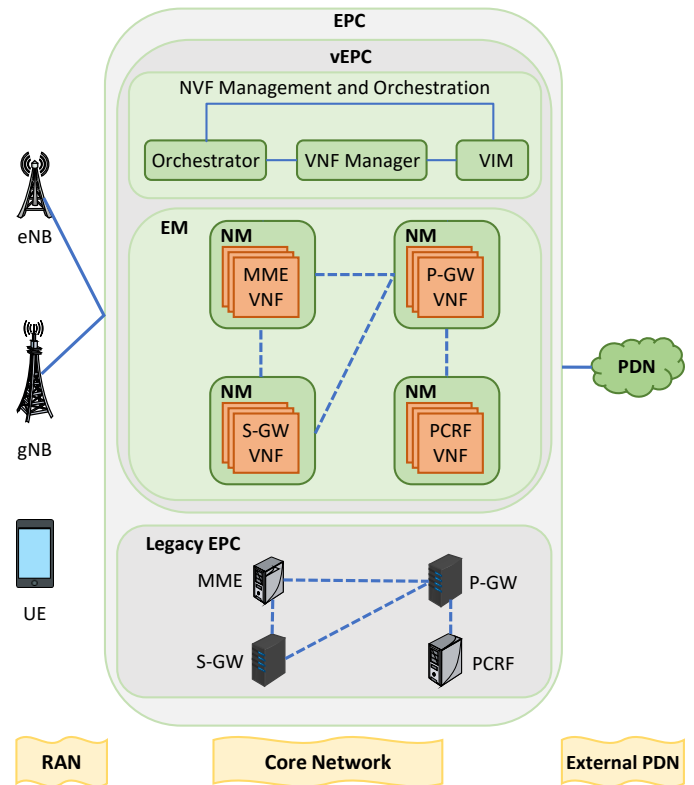 EPC
vEPC
NVF Management and Orchestration
Orchestrator
VNF Manager
VIM
EM
NM
MME
VNF
NM
P-GW
VNF
NM
S-GW
VNF
NM
PCRF
VNF
eNB
gNB
UE
PDN
Legacy EPC
MME
P-GW
S-GW
PCRF
RAN
Core Network
External PDN